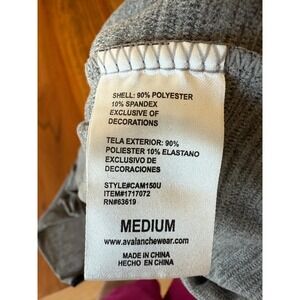 SHELL: 90% POLYESTER
10% SPANDEX
EXCLUSIVE OF
DECORATIONS
TELA EXTERIOR: 90%
POLIESTER 10% ELASTANO
EXCLUSIVO DE
DECORACIONES
STYLE#CAM150U
ITEM#1717072
RN#63619
MEDIUM
www.avalanchewear.com
MADE IN CHINA
HECHO EN CHINA